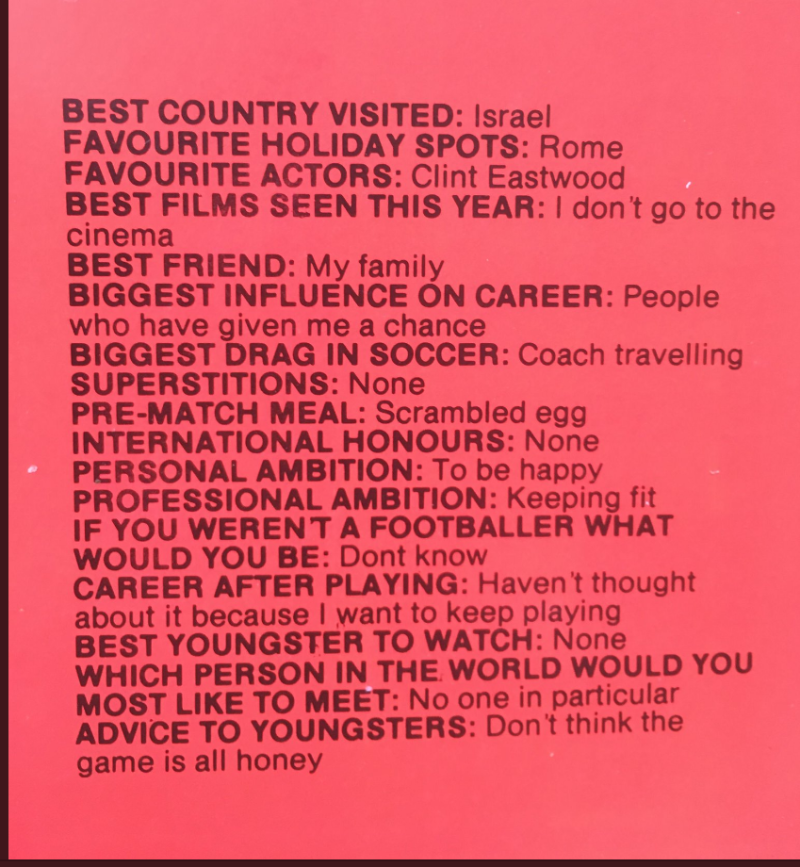 BEST COUNTRY VISITED: Israel
FAVOURITE HOLIDAY SPOTS: Rome
FAVOURITE ACTORS: Clint Eastwood
BEST FILMS SEEN THIS YEAR: I don't go to the
cinema
BEST FRIEND: My family
BIGGEST INFLUENCE ON CAREER: People
who have given me a chance
BIGGEST DRAG IN SOCCER: Coach travelling
SUPERSTITIONS: None
PRE-MATCH MEAL: Scrambled egg
INTERNATIONAL HONOURS: None
PERSONAL AMBITION: To be happy
PROFESSIONAL AMBITION: Keeping fit
IF YOU WEREN'T A FOOTBALLER WHAT
WOULD YOU BE: Dont know
CAREER AFTER PLAYING: Haven't thought
about it because I want to keep playing
BEST YOUNGSTER TO WATCH: None
WHICH PERSON IN THE WORLD WOULD YOU
MOST LIKE TO MEET: No one in particular
ADVICE TO YOUNGSTERS: Don't think the
game is all honey